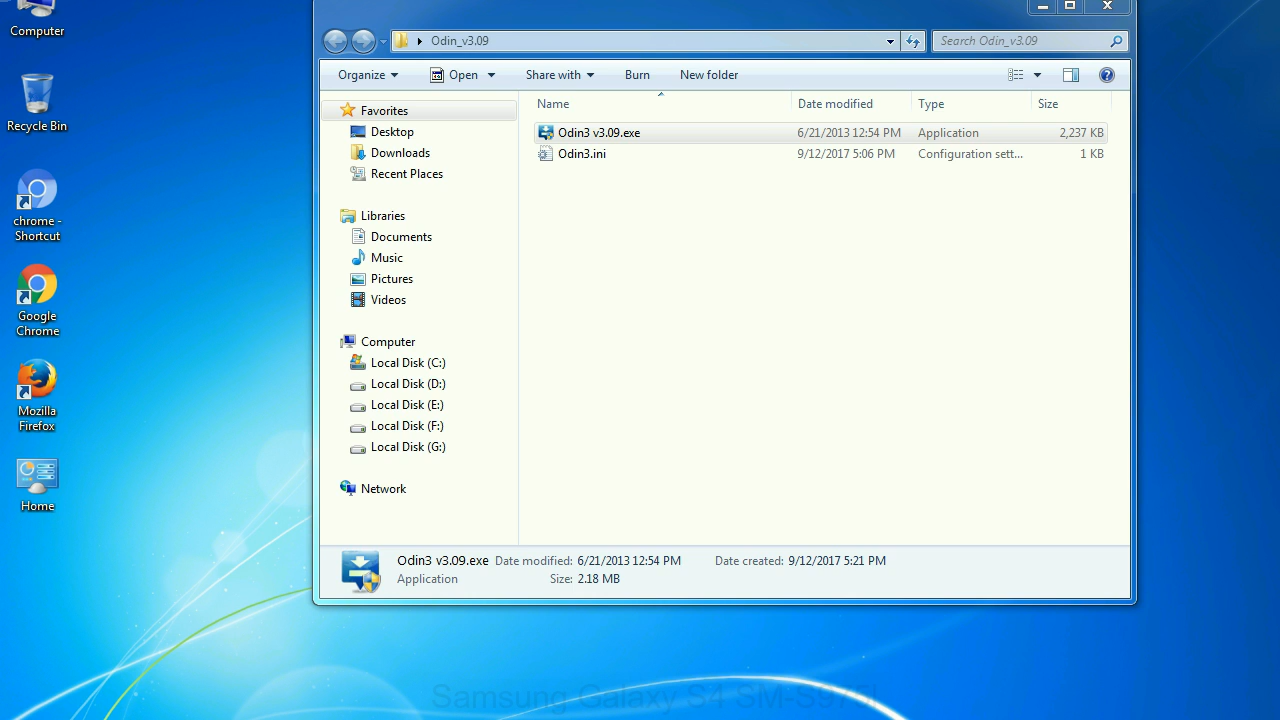 Computer
Recycle Bin
chrome -
Shortcut
Google
Chrome
Mozilla
Firefox
Home
Odin_v3.09
Search Odin_v3.09
Organize
Open
Share with
Burn
New folder
Favorites
Desktop
Downloads
Recent Places
Libraries
Documents
Music
Pictures
Videos
Computer
Local Disk (C:)
Local Disk (D:)
Local Disk (E:)
Local Disk (F:)
Local Disk (G:)
Network
Name Date modified Type Size
Odin3 v3.09.exe 6/21/2013 12:54 PM Application 2,237 KB
Odin3.ini 9/12/2017 5:06 PM Configuration sett... 1 KB
Odin3 v3.09.exe Date modified: 6/21/2013 12:54 PM Date created: 9/12/2017 5:21 PM
Application Size: 2.18 MB
Samsung Galaxy S4